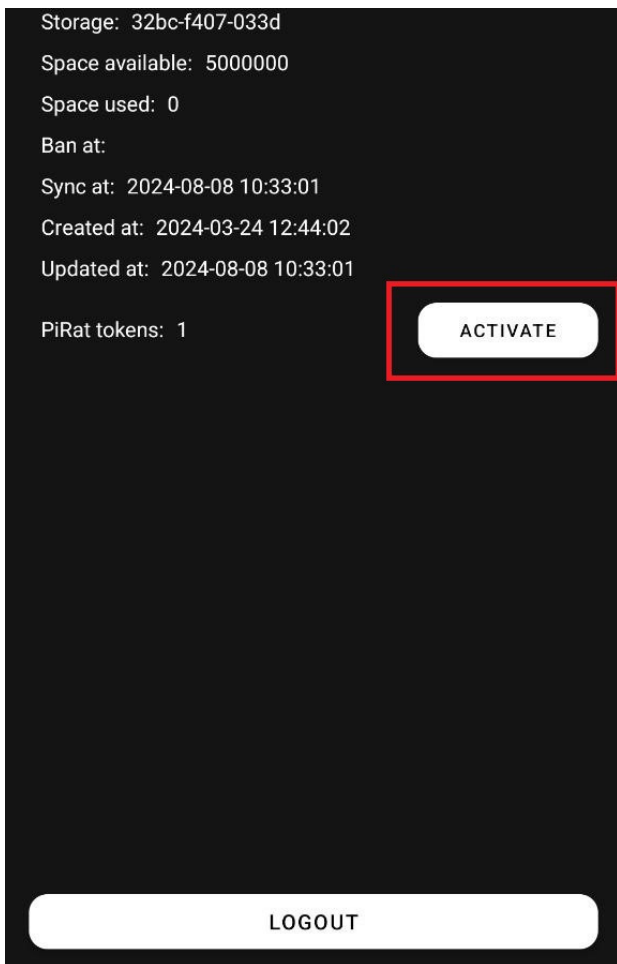 Storage: 32bc-f407-033d
Space available: 5000000
Space used: 0
Ban at:
Sync at: 2024-08-08 10:33:01
Created at: 2024-03-24 12:44:02
Updated at: 2024-08-08 10:33:01
PiRat tokens: 1 ACTIVATE
LOGOUT